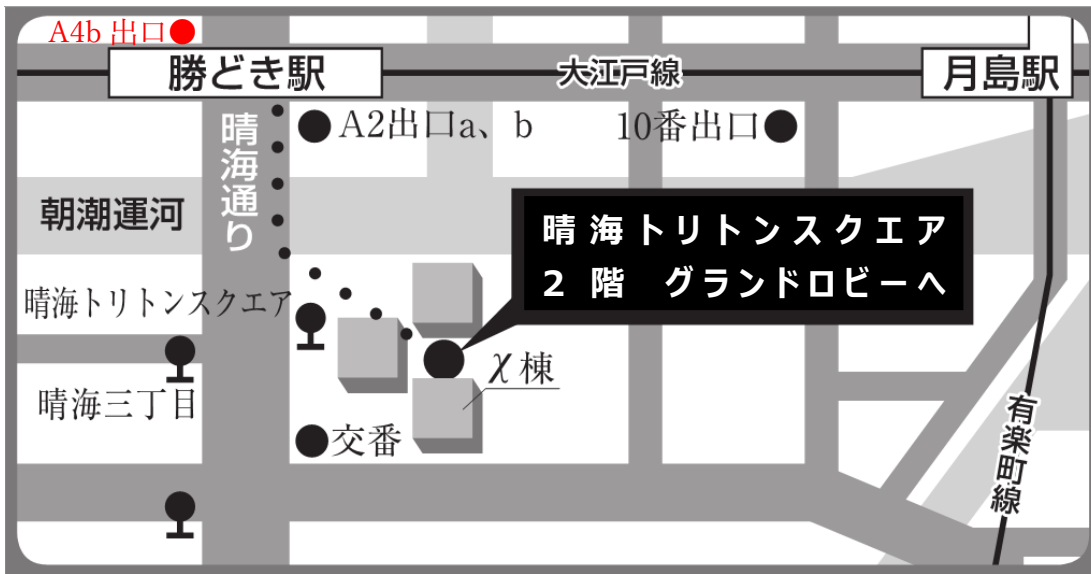 A4b 出口
勝どき駅
大江戸線
月島駅
A2出口a、b
10番出口
晴海通り
朝潮運河
晴海トリトンスクエア
2階 グランドロビーへ
晴海トリトンスクエア
χ棟
晴海三丁目
交番
有楽町線